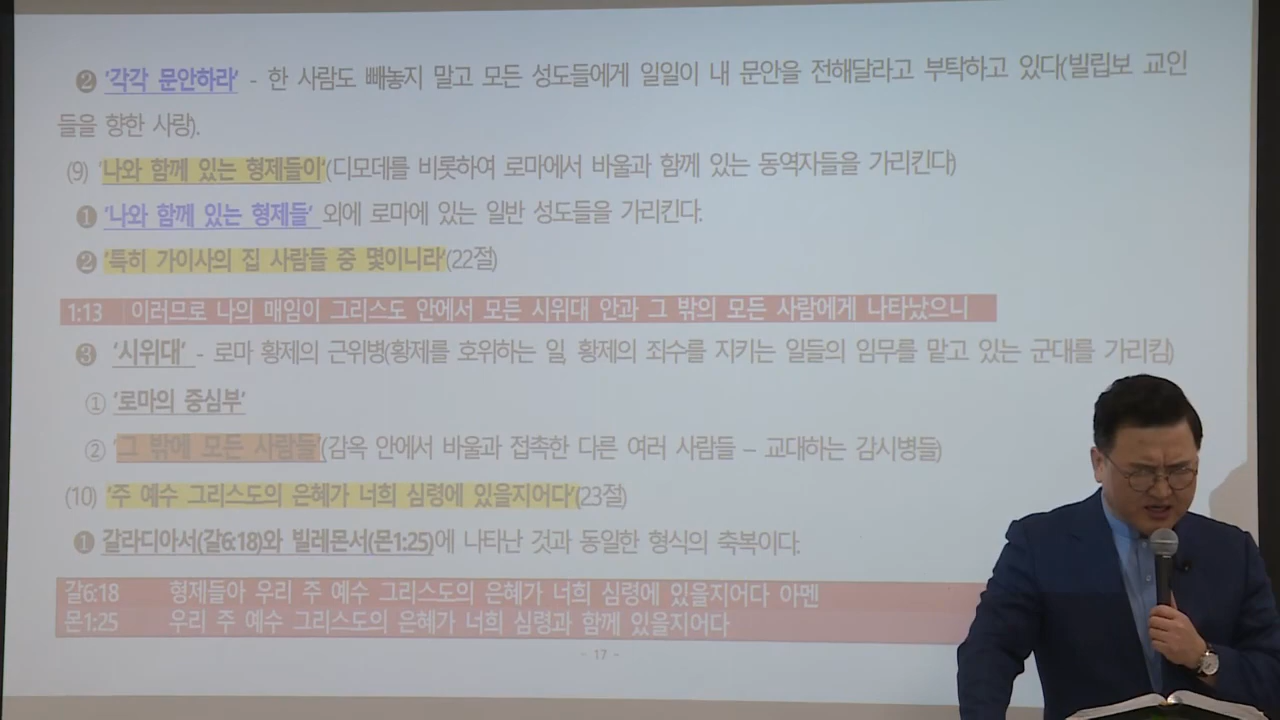 ❷ '각각 문안하라' - 한 사람도 빼놓지 말고 모든 성도들에게 일일이 내 문안을 전해달라고 부탁하고 있다(빌립보 교인
들을 향한 사랑).
(9) '나와 함께 있는 형제들이'(디모데를 비롯하여 로마에서 바울과 함께 있는 동역자들을 가리킨다)
❶ '나와 함께 있는 형제들' 외에 로마에 있는 일반 성도들을 가리킨다.
❷ '특히 가이사의 집 사람들 중 몇이니라'(22절)
1:13 이러므로 나의 매임이 그리스도 안에서 모든 시위대 안과 그 밖의 모든 사람에게 나타났으니
❸ '시위대' - 로마 황제의 근위병(황제를 호위하는 일, 황제의 죄수를 지키는 일들의 임무를 맡고 있는 군대를 가리킴)
① '로마의 중심부'
② '그 밖에 모든 사람들'(감옥 안에서 바울과 접촉한 다른 여러 사람들 – 교대하는 감시병들)
(10) '주 예수 그리스도의 은혜가 너희 심령에 있을지어다'(23절)
❶ 갈라디아서(갈6:18)와 빌레몬서(몬1:25)에 나타난 것과 동일한 형식의 축복이다.
갈6:18 형제들아 우리 주 예수 그리스도의 은혜가 너희 심령에 있을지어다 아멘
몬1:25 우리 주 예수 그리스도의 은혜가 너희 심령과 함께 있을지어다
- 17 -